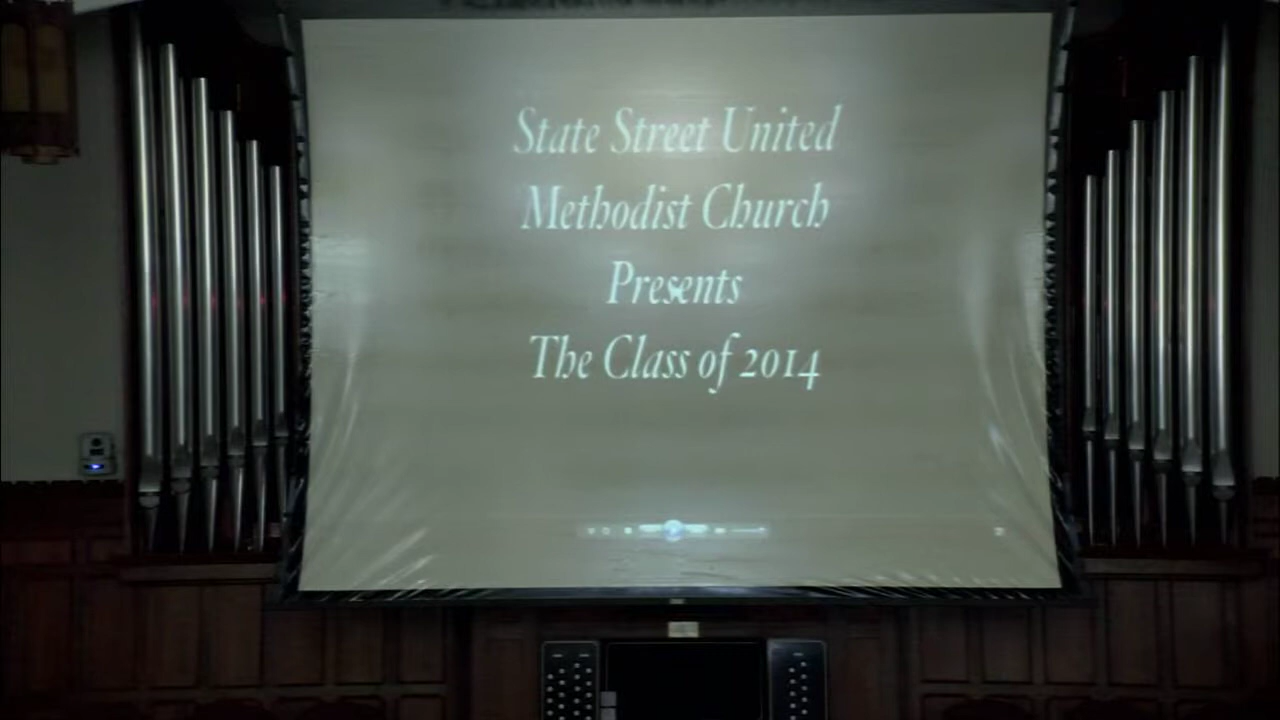 State Street United
Methodist Church
Presents
The Class of 2014